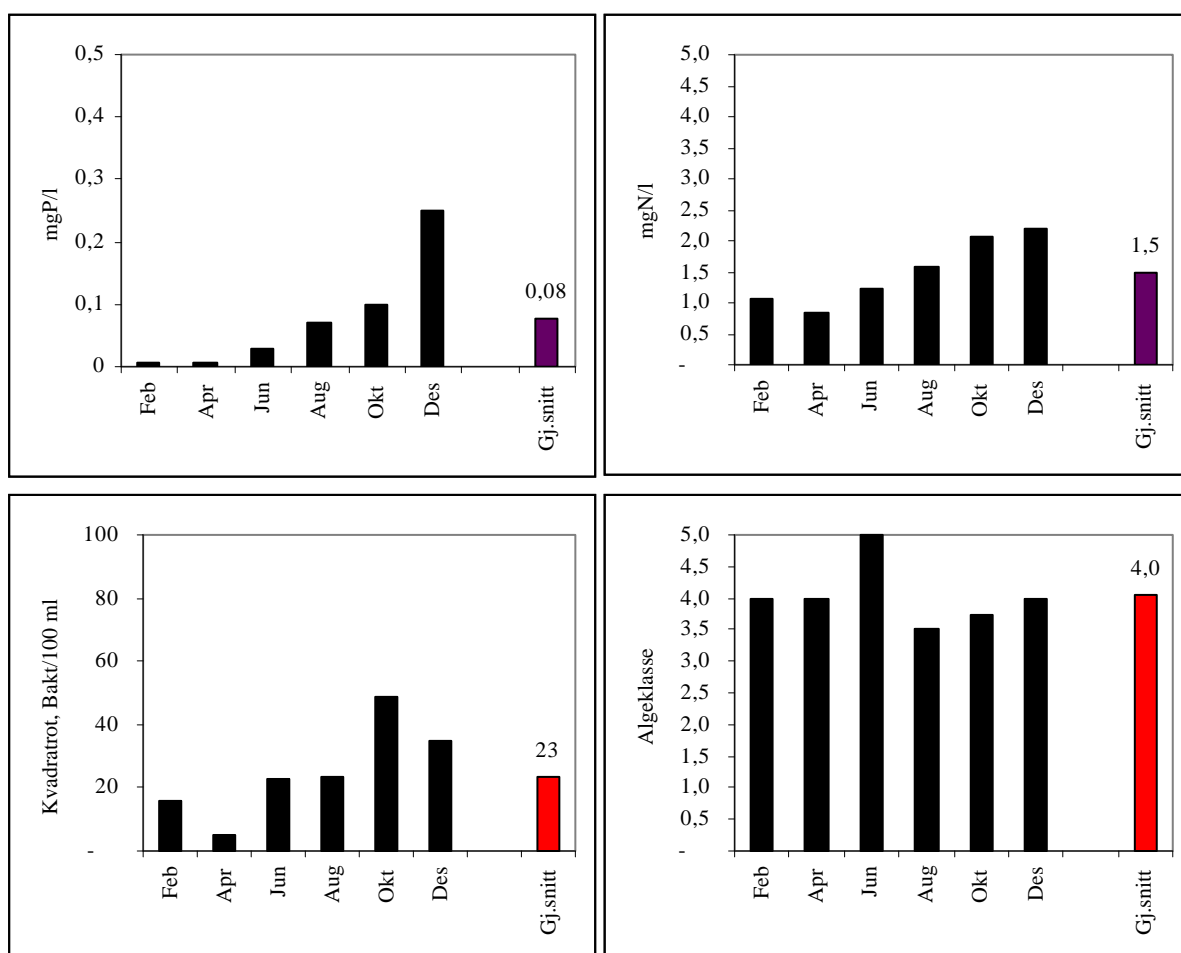 0,5
0,4
0,3
0,2
0,1
0
mgP/l
0,08
Feb
Apr
Jun
Aug
Okt
Des
Gj.snitt
5,0
4,5
4,0
3,5
3,0
2,5
2,0
1,5
1,0
0,5
-
mgN/l
1,5
Feb
Apr
Jun
Aug
Okt
Des
Gj.snitt
100
80
60
40
20
-
Kvadratrot, Bakt/100 ml
23
Feb
Apr
Jun
Aug
Okt
Des
Gj.snitt
5,0
4,5
4,0
3,5
3,0
2,5
2,0
1,5
1,0
0,5
-
Algeklasse
4,0
Feb
Apr
Jun
Aug
Okt
Des
Gj.snitt